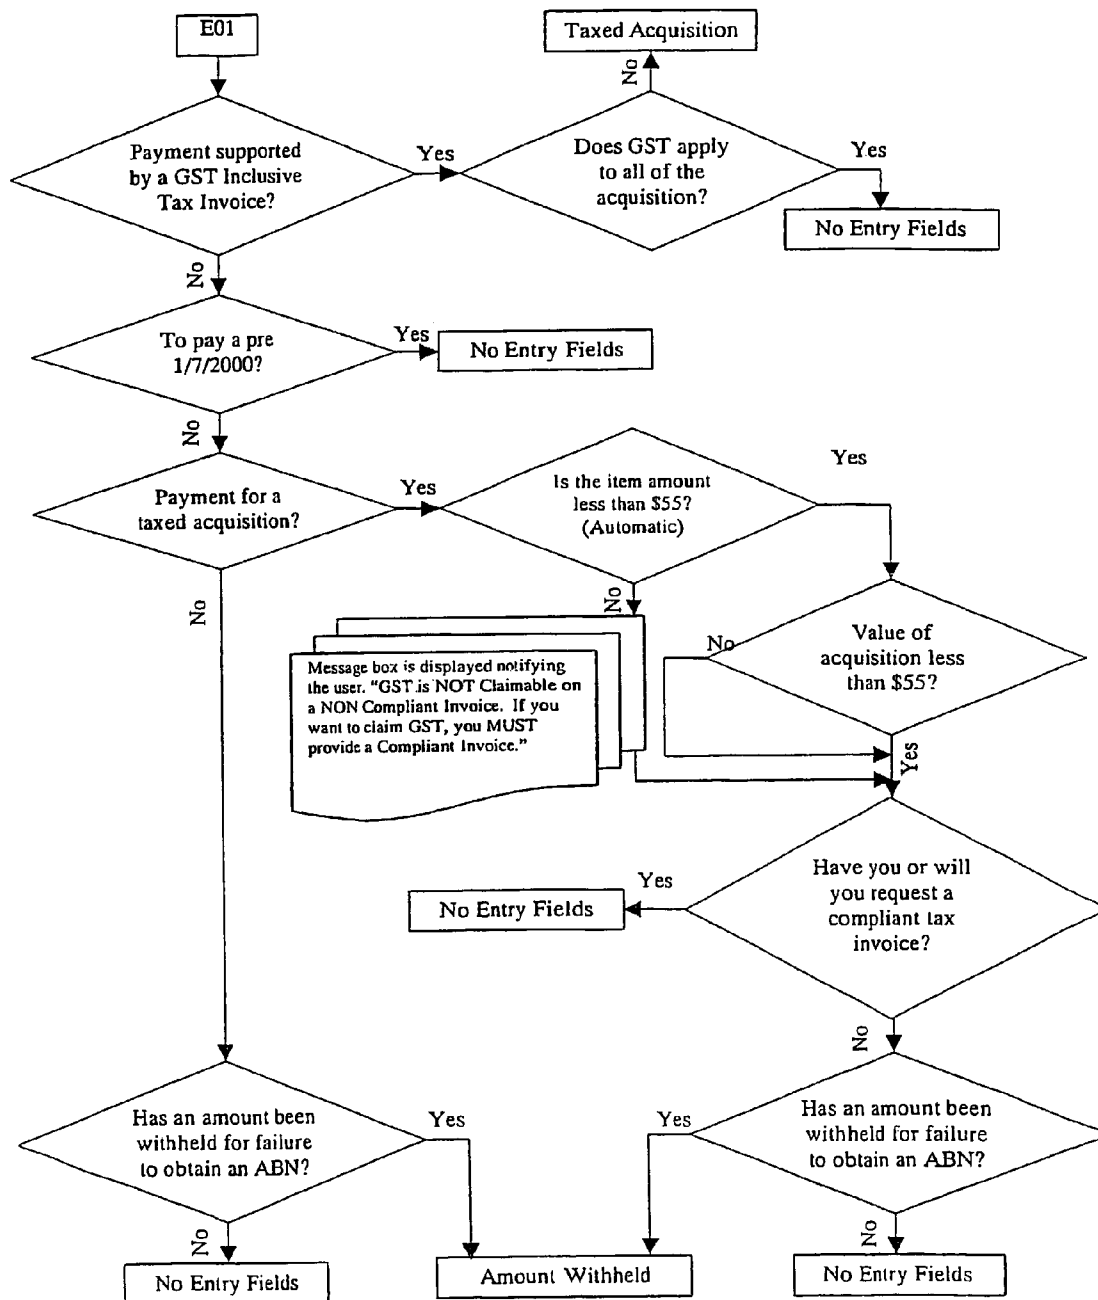 E01
Taxed Acquisition
No
Payment supported
by a GST Inclusive
Tax Invoice?
Yes
Does GST apply
to all of the
acquisition?
Yes
No Entry Fields
No
To pay a pre
1/7/2000?
Yes
No Entry Fields
No
Payment for a
taxed acquisition?
Yes
Is the item amount
less than $55?
(Automatic)
Yes
No
No
Message box is displayed notifying
the user. "GST is NOT Claimable on
a NON Compliant Invoice. If you
want to claim GST, you MUST
provide a Compliant Invoice."
No
Value of
acquisition less
than $55?
Yes
Have you or will
you request a
compliant tax
invoice?
Yes
No Entry Fields
No
Has an amount been
withheld for failure
to obtain an ABN?
Yes
Yes
Has an amount been
withheld for failure
to obtain an ABN?
No
No
No Entry Fields
Amount Withheld
No Entry Fields